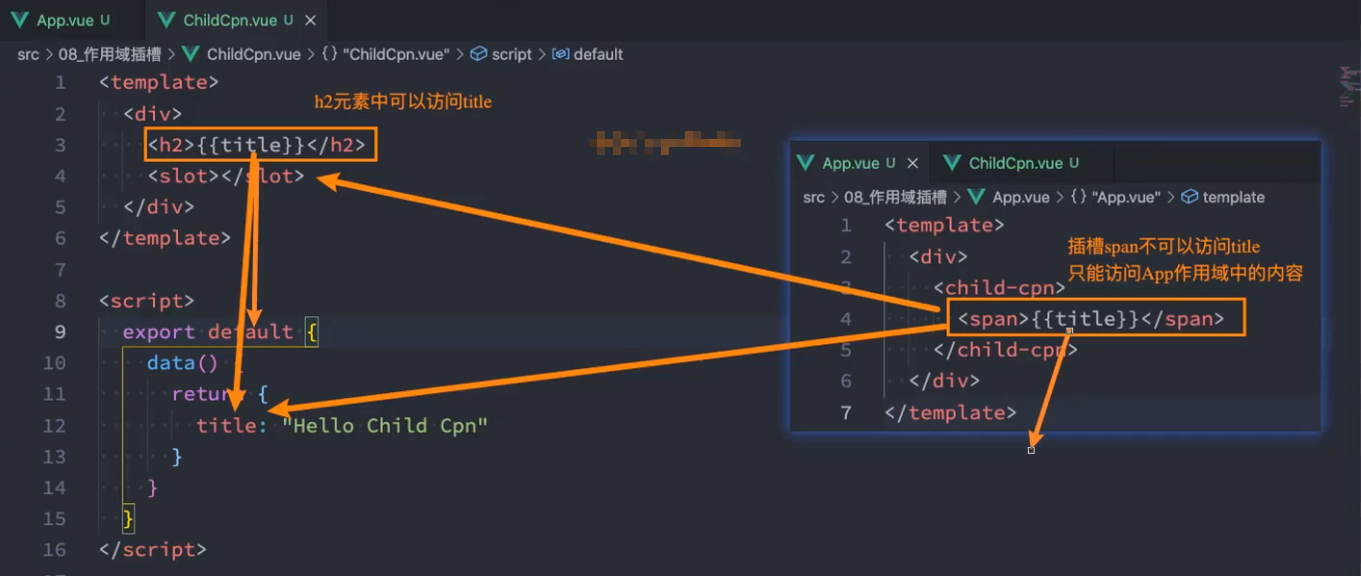 App.vue U
ChildCpn.vue U ×
src > 08_作用域插槽 > ChildCpn.vue > {} "ChildCpn.vue" > script > default
1 <template>
2 <div>
h2元素中可以访问title
3 <h2>{{title}}</h2>
4 <slot></slot>
5 </div>
6 </template>
7
8 <script>
9 export default {
10 data() {
11 return {
12 title: "Hello Child Cpn"
13 }
14 }
15 }
16 </script>
App.vue U ×
ChildCpn.vue U
src > 08_作用域插槽 > App.vue > {} "App.vue" > template
1 <template>
插槽span不可以访问title
2 <div>
只能访问App作用域中的内容
3 <child-cpn>
4 <span>{{title}}</span>
5 </child-cpn>
6 </div>
7 </template>